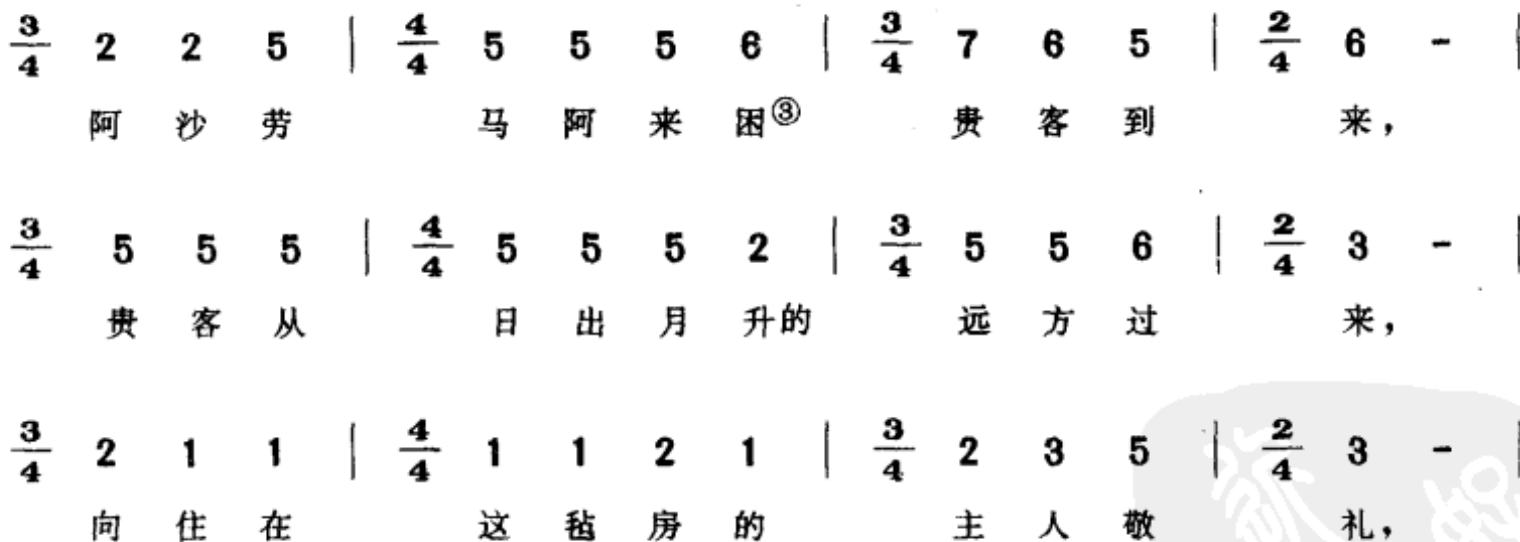 3/4 2 2 5 | 4/4 5 5 5 6 | 3/4 7 6 5 | 2/4 6 - |
阿 沙 劳 马 阿 来 困③ 贵 客 到 来，
3/4 5 5 5 | 4/4 5 5 5 2 | 3/4 5 5 6 | 2/4 3 - |
贵 客 从 日 出 月 升的 远 方 过 来，
3/4 2 1 1 | 4/4 1 1 2 1 | 3/4 2 3 5 | 2/4 3 - |
向 住 在 这 毡 房 的 主 人 敬 礼，